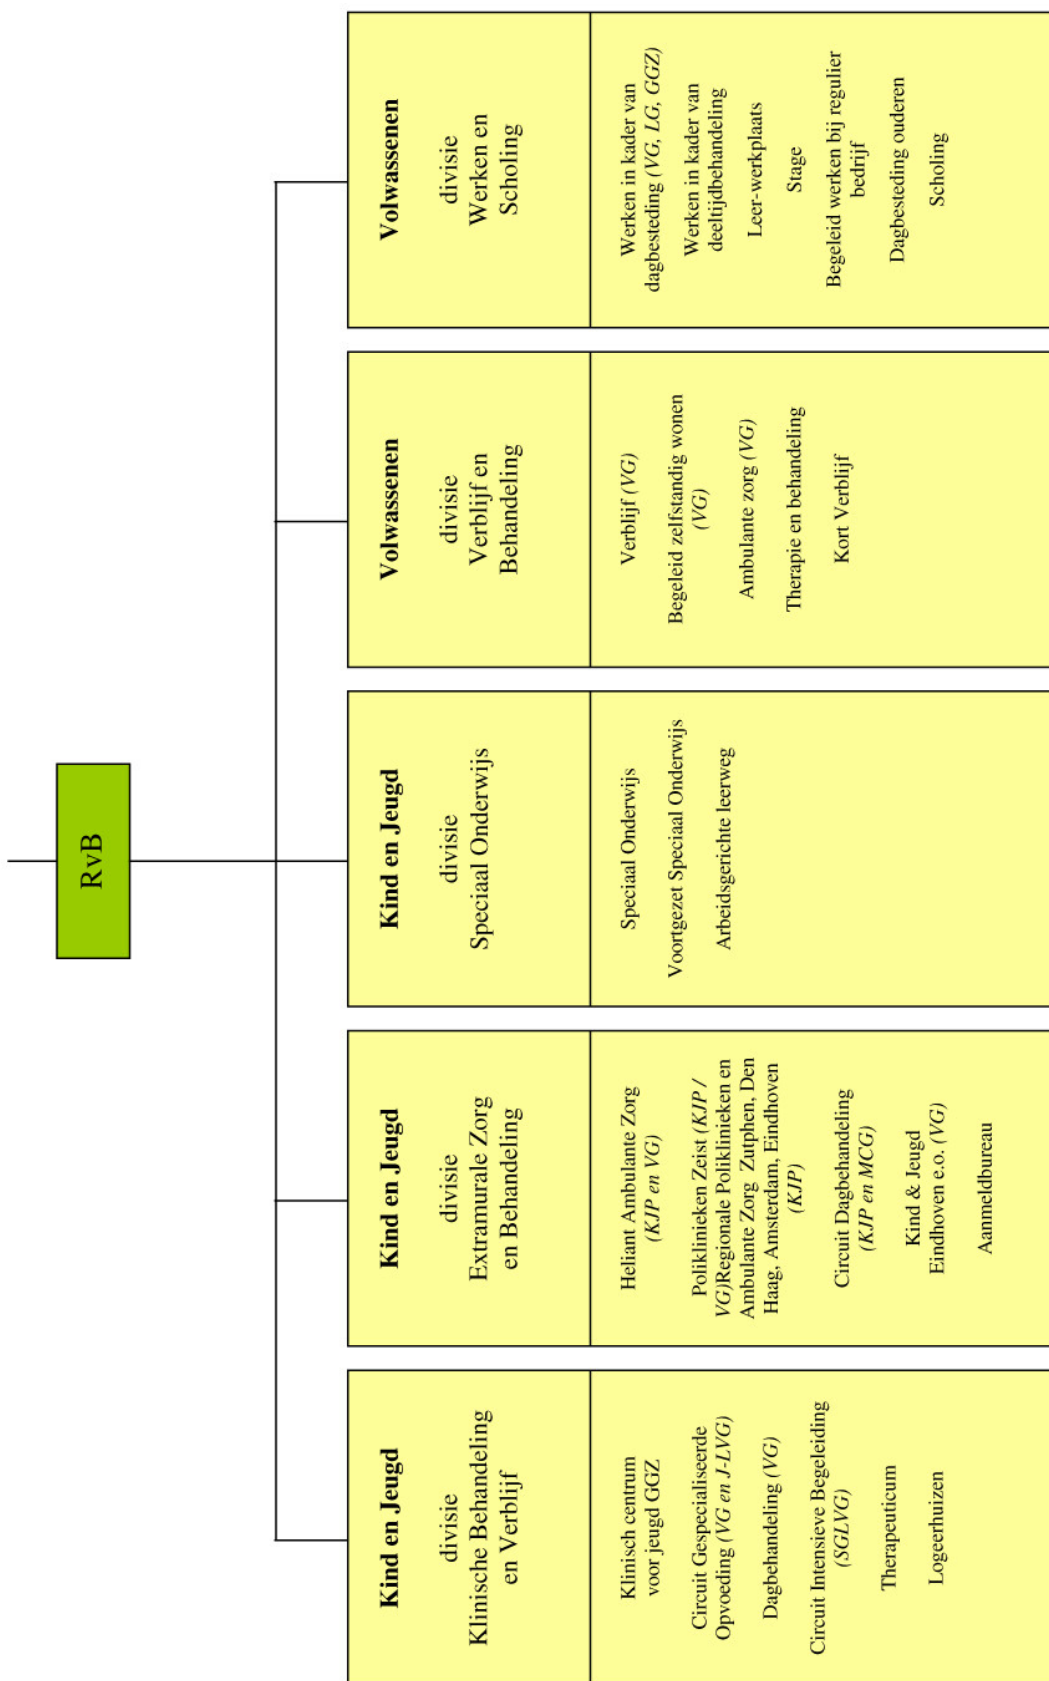 RvB
Kind en Jeugd
divisie
Klinische Behandeling
en Verblijf
Klinisch centrum
voor jeugd GGZ
Circuit Gespecialiseerde
Opvoeding (VG en J-LVG)
Dagbehandeling (VG)
Circuit Intensieve Begeleiding
(SGLVG)
Therapeuticum
Logeerhuizen
Kind en Jeugd
divisie
Extramurale Zorg
en Behandeling
Heliant Ambulante Zorg
(KJP en VG)
Poliklinieken Zeist (KJP /
VG)Regionale Poliklinieken en
Ambulante Zorg Zutphen, Den
Haag, Amsterdam, Eindhoven
(KJP)
Circuit Dagbehandeling
(KJP en MCG)
Kind & Jeugd
Eindhoven e.o. (VG)
Aanmeldbureau
Kind en Jeugd
divisie
Speciaal Onderwijs
Speciaal Onderwijs
Voortgezet Speciaal Onderwijs
Arbeidsgerichte leerweg
Volwassenen
divisie
Verblijf en
Behandeling
Verblijf (VG)
Begeleid zelfstandig wonen
(VG)
Ambulante zorg (VG)
Therapie en behandeling
Kort Verblijf
Volwassenen
divisie
Werken en
Scholing
Werken in kader van
dagbesteding (VG, LG, GGZ)
Werken in kader van
deeltijdbehandeling
Leer-werkplaats
Stage
Begeleid werken bij regulier
bedrijf
Dagbesteding ouderen
Scholing